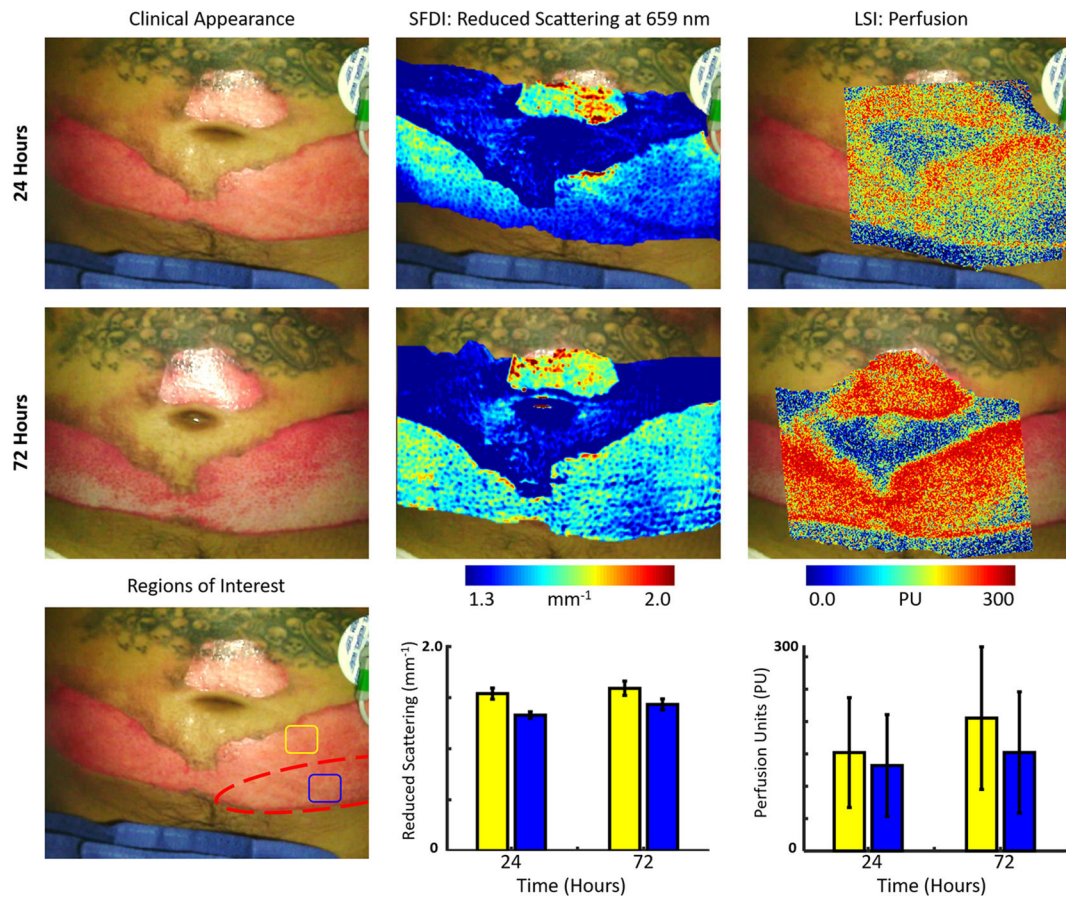 Clinical Appearance
SFDI: Reduced Scattering at 659 nm
LSI: Perfusion
24 Hours
72 Hours
1.3 mm⁻¹ 2.0
0.0 PU 300
Regions of Interest
Reduced Scattering (mm⁻¹)
2.0
0
24 72
Time (Hours)
Perfusion Units (PU)
300
0
24 72
Time (Hours)